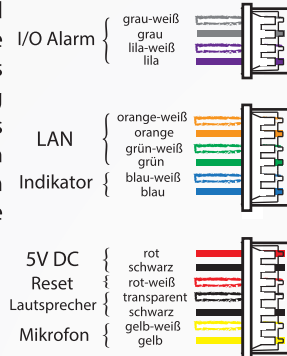 I/O Alarm
grau-weiß
grau
lila-weiß
lila
LAN
orange-weiß
orange
grün-weiß
grün
Indikator
blau-weiß
blau
5V DC
rot
schwarz
Reset
rot-weiß
Lautsprecher
transparent
schwarz
Mikrofon
gelb-weiß
gelb